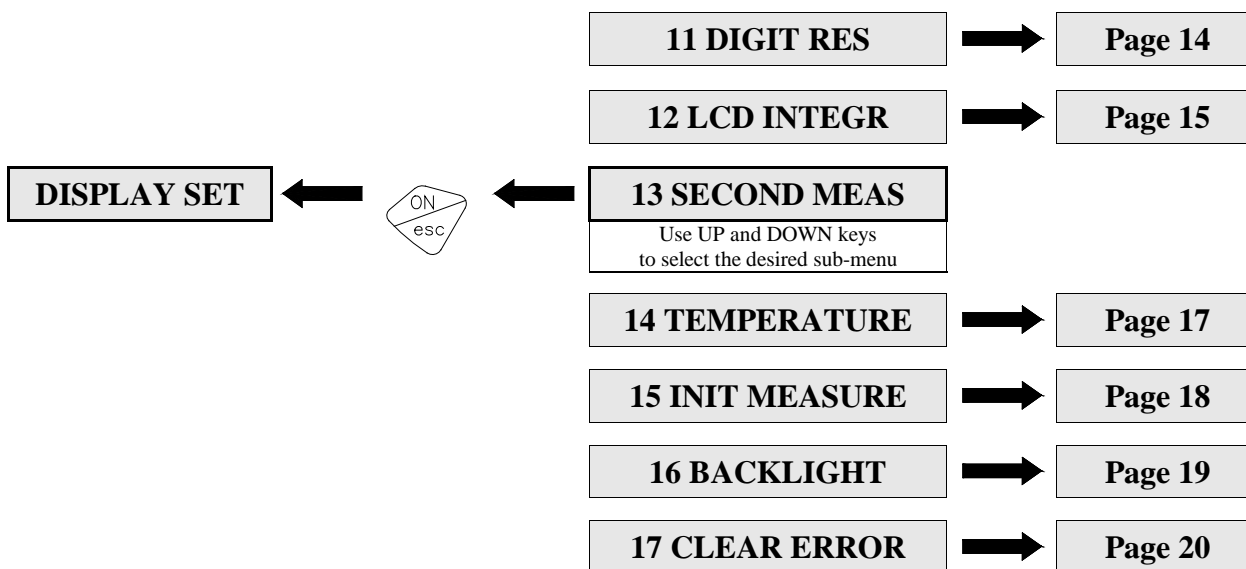 11 DIGIT RES
Page 14
12 LCD INTEGR
Page 15
DISPLAY SET
ON
esc
13 SECOND MEAS
Use UP and DOWN keys
to select the desired sub-menu
14 TEMPERATURE
Page 17
15 INIT MEASURE
Page 18
16 BACKLIGHT
Page 19
17 CLEAR ERROR
Page 20